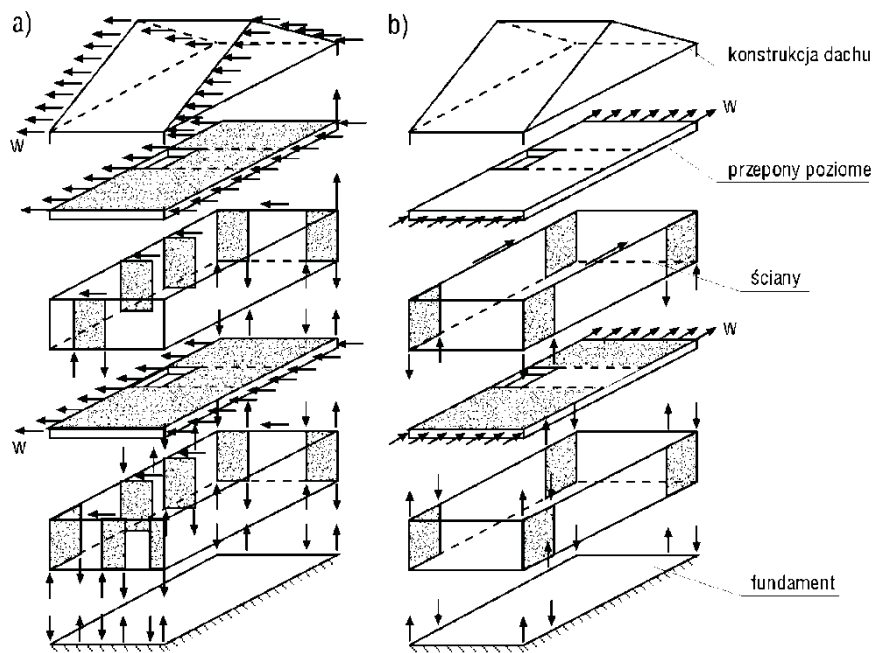 a)
b)
konstrukcja dachu
W
W
przepony poziome
ściany
W
W
fundament